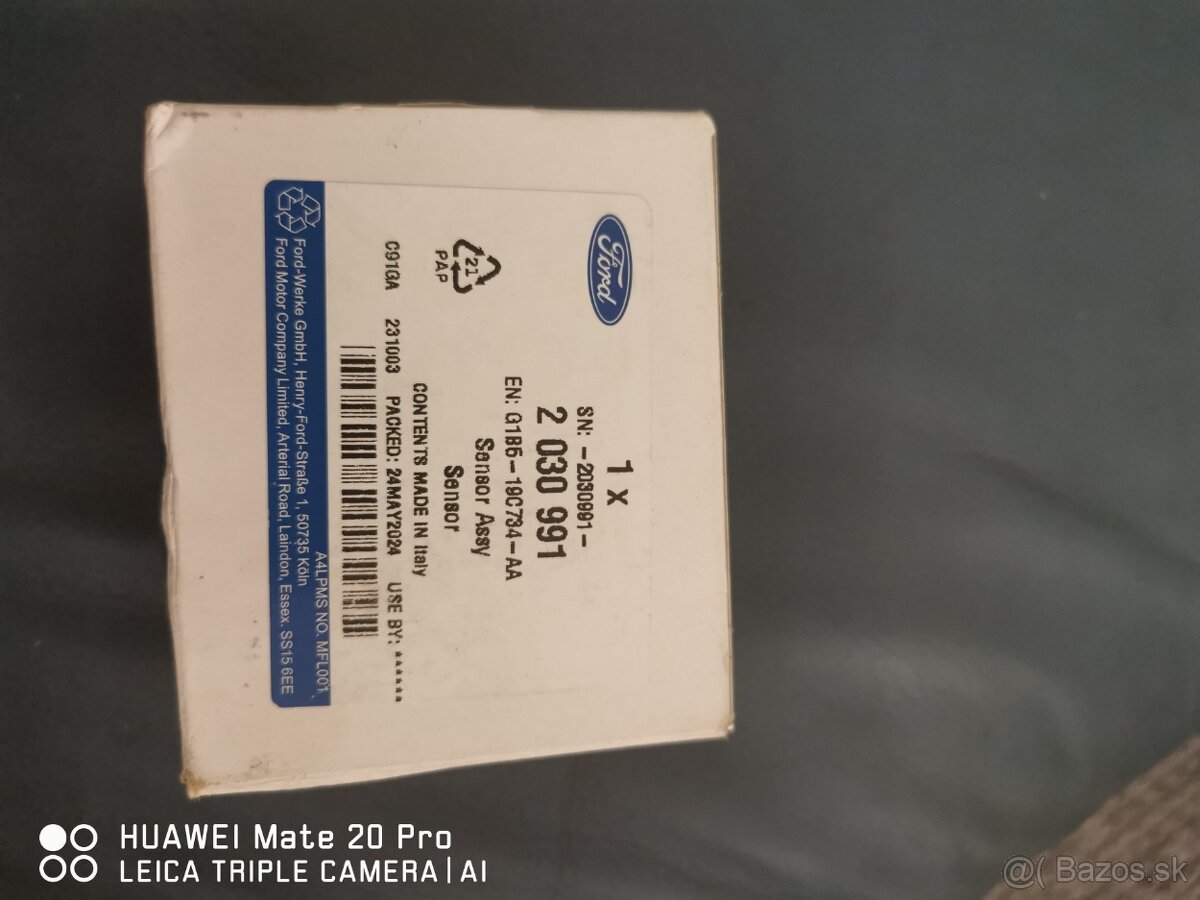 Ford
1 x
SN: -2030991-
2 030 991
EN: G1B5-19C734-AA
Sensor Assy
Sensor
21
PAP
CONTENTS MADE IN Italy
C91GA 231003 PACKED: 24MAY2024 USE BY: ******
A4LPMS NO. MFL001
Ford-Werke GmbH, Henry-Ford-Straße 1, 50735 Köln
Ford Motor Company Limited, Arterial Road, Laindon, Essex. SS15 6EE
HUAWEI Mate 20 Pro
LEICA TRIPLE CAMERA | AI
@( Bazos.sk